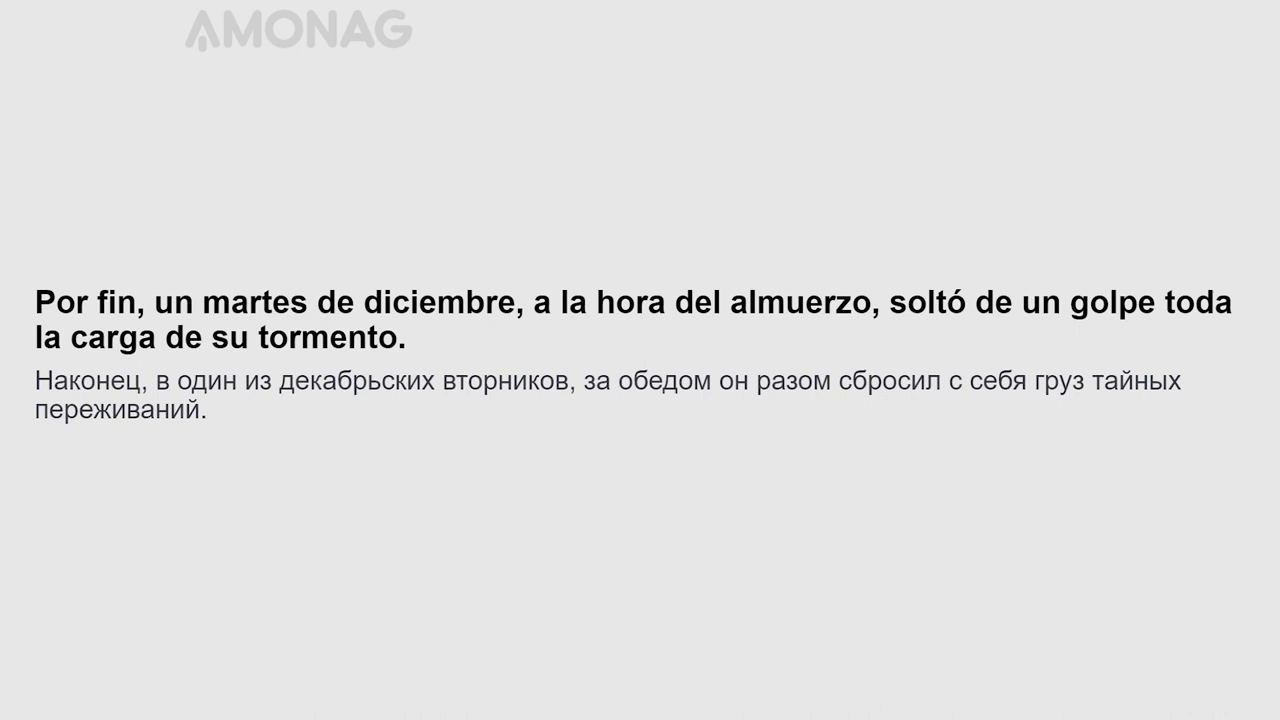 AMONAG
Por fin, un martes de diciembre, a la hora del almuerzo, soltó de un golpe toda
la carga de su tormento.
Наконец, в один из декабрьских вторников, за обедом он разом сбросил с себя груз тайных
переживаний.